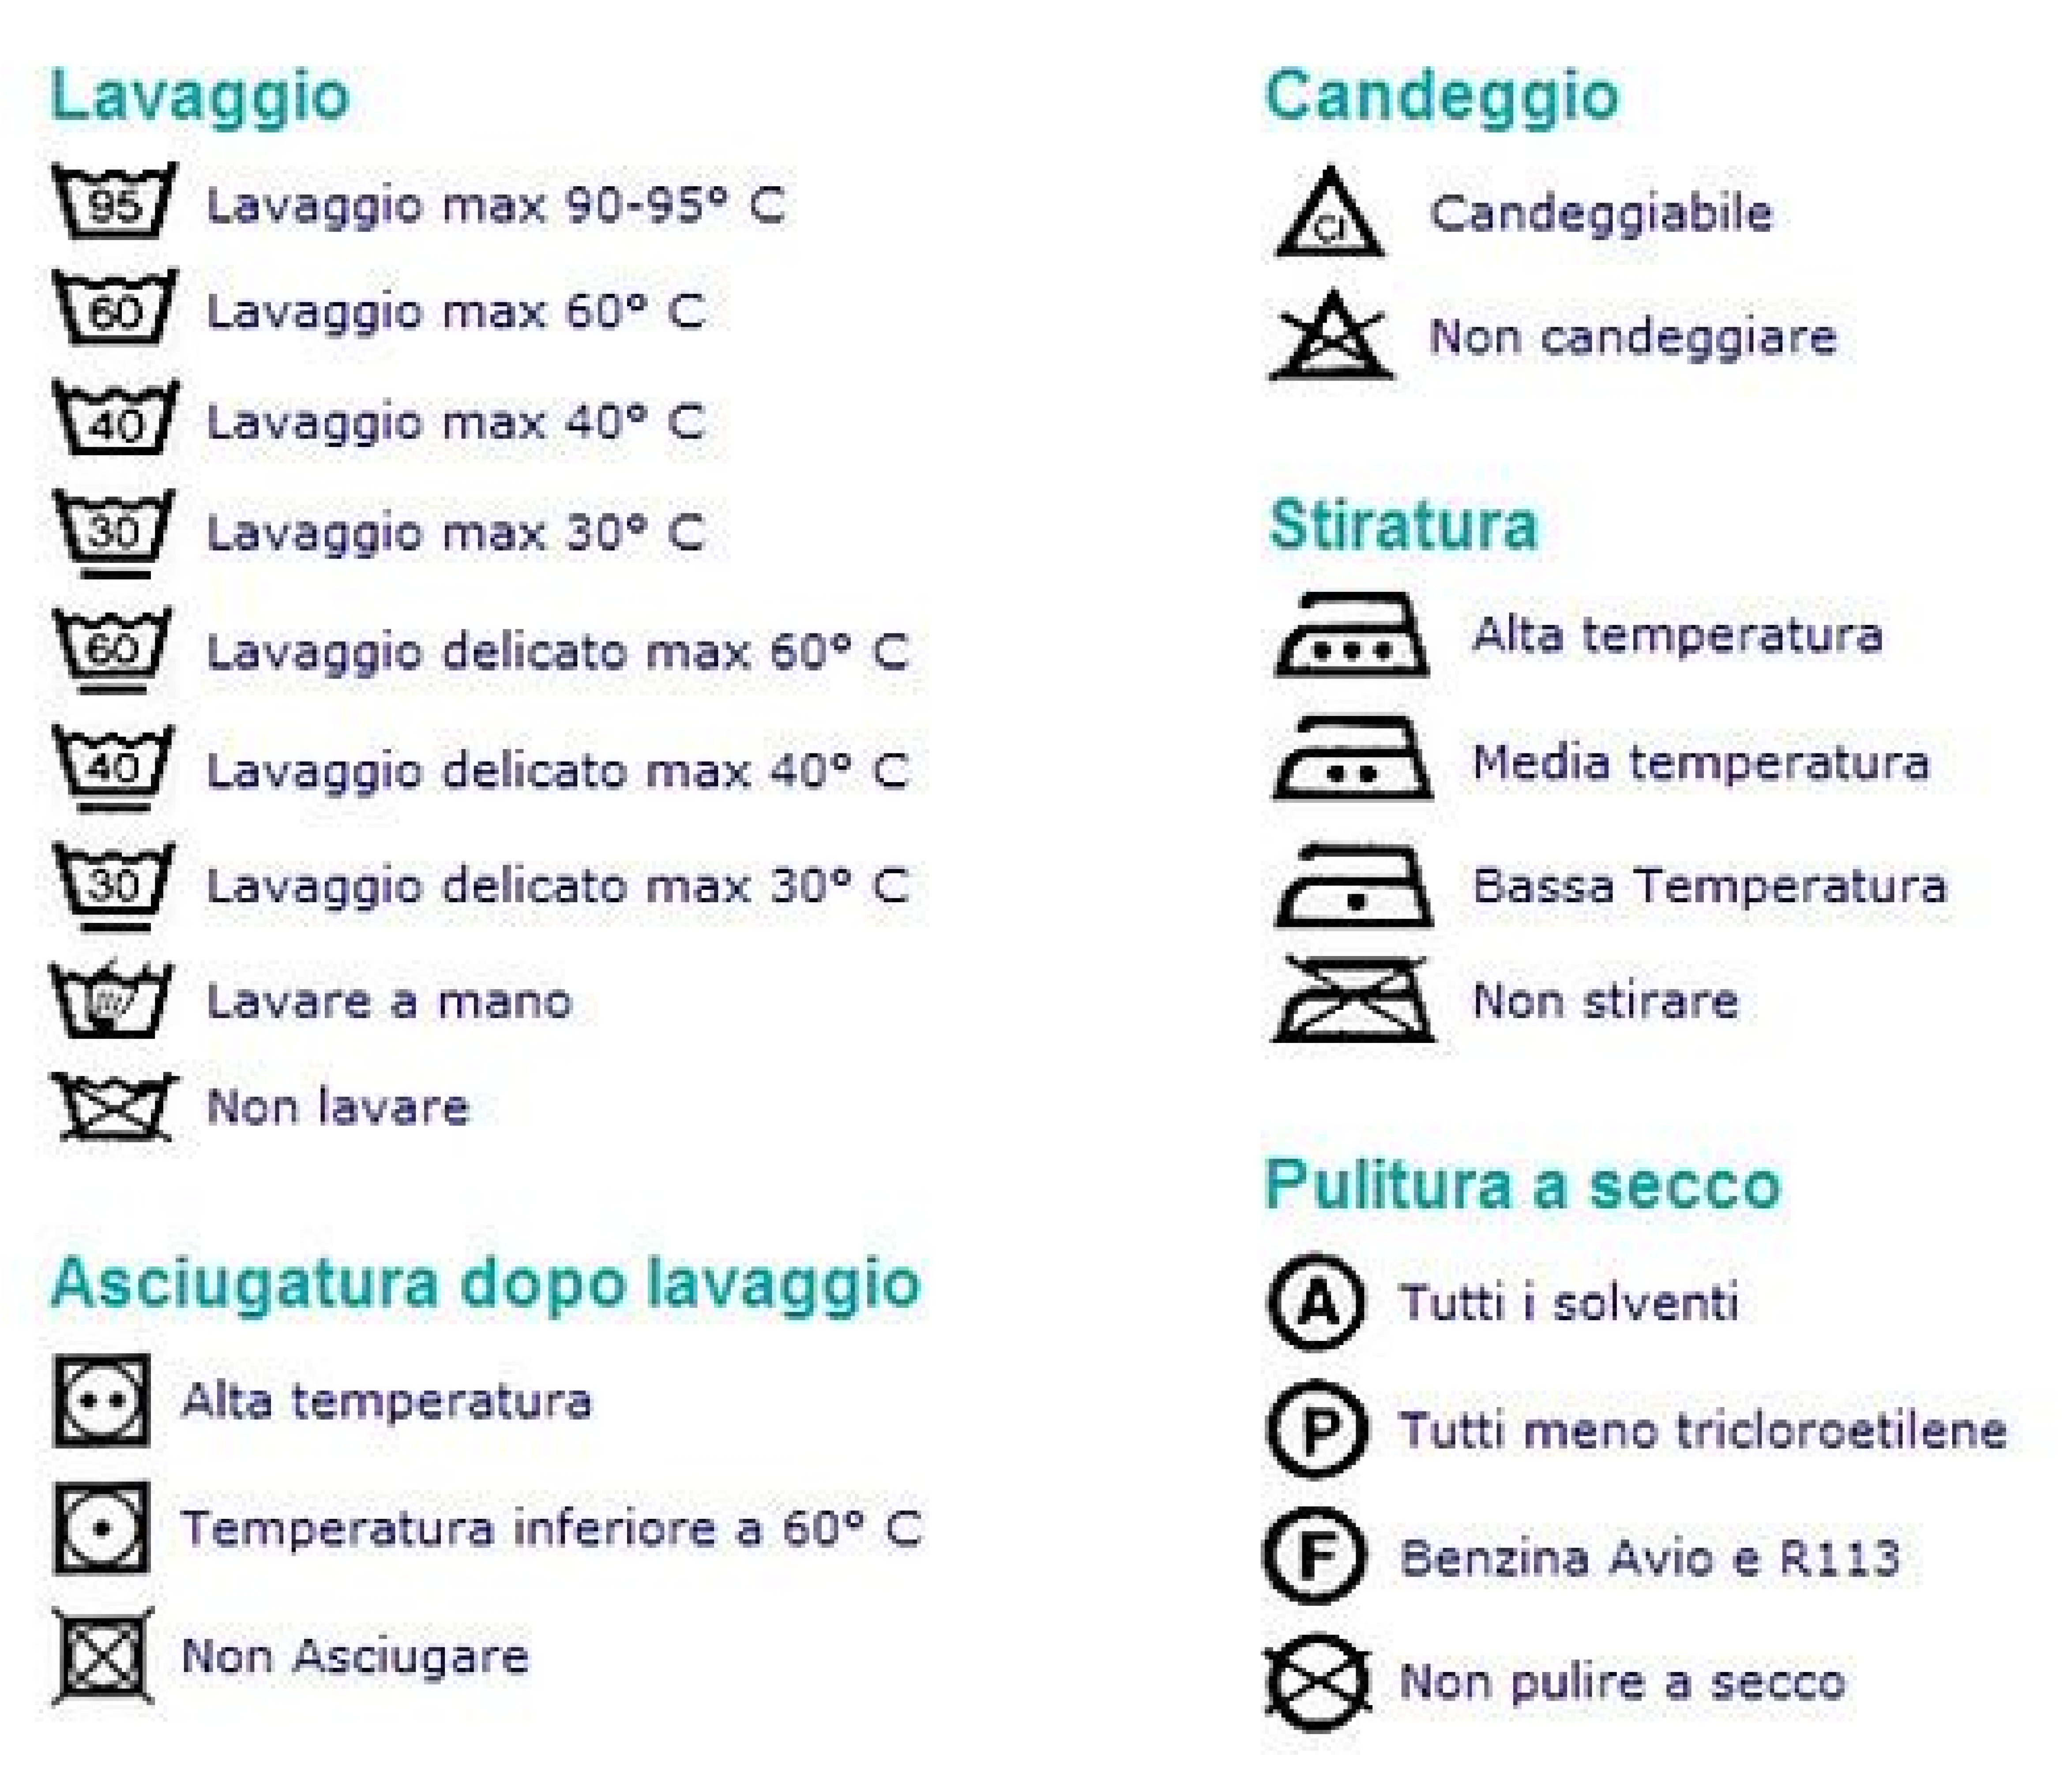 Lavaggio
95 Lavaggio max 90-95° C
60 Lavaggio max 60° C
40 Lavaggio max 40° C
30 Lavaggio max 30° C
60 Lavaggio delicato max 60° C
40 Lavaggio delicato max 40° C
30 Lavaggio delicato max 30° C
Lavare a mano
Non lavare
Asciugatura dopo lavaggio
Alta temperatura
Temperatura inferiore a 60° C
Non Asciugare
Candeggio
Cl Candeggiabile
Non candeggiare
Stiratura
Alta temperatura
Media temperatura
Bassa Temperatura
Non stirare
Pulitura a secco
A Tutti i solventi
P Tutti meno tricloroetilene
F Benzina Avio e R113
Non pulire a secco